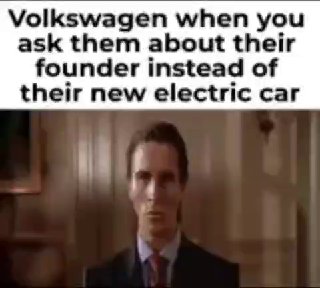 Volkswagen when you
ask them about their
founder instead of
their new electric car